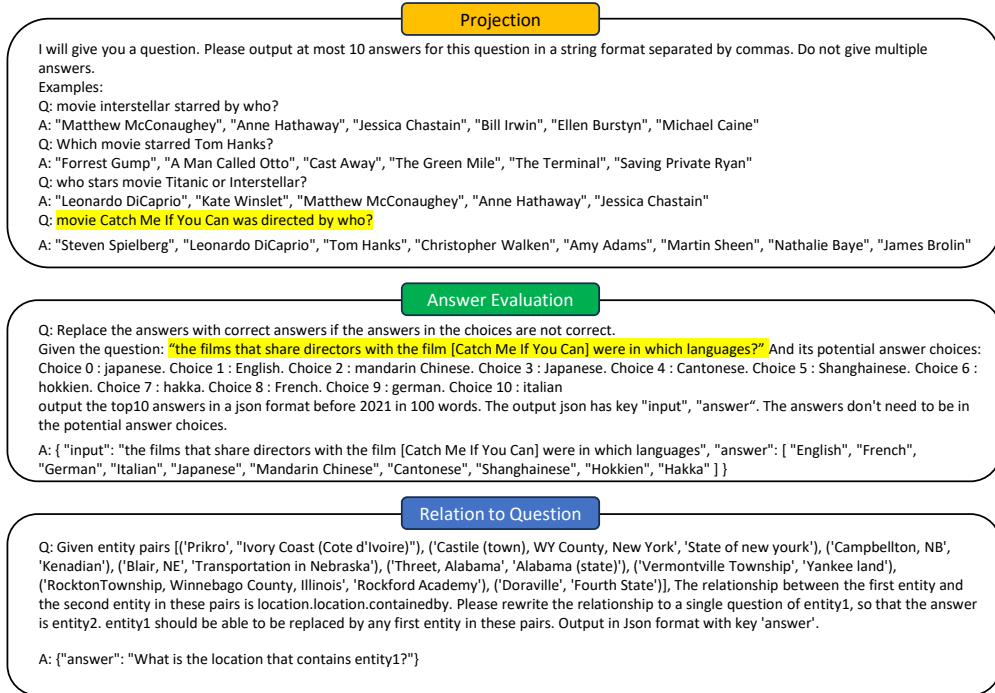 Projection
I will give you a question. Please output at most 10 answers for this question in a string format separated by commas. Do not give multiple
answers.
Examples:
Q: movie interstellar starred by who?
A: "Matthew McConaughey", "Anne Hathaway", "Jessica Chastain", "Bill Irwin", "Ellen Burstyn", "Michael Caine"
Q: Which movie starred Tom Hanks?
A: "Forrest Gump", "A Man Called Otto", "Cast Away", "The Green Mile", "The Terminal", "Saving Private Ryan"
Q: who stars movie Titanic or Interstellar?
A: "Leonardo DiCaprio", "Kate Winslet", "Matthew McConaughey", "Anne Hathaway", "Jessica Chastain"
Q: movie Catch Me If You Can was directed by who?
A: "Steven Spielberg", "Leonardo DiCaprio", "Tom Hanks", "Christopher Walken", "Amy Adams", "Martin Sheen", "Nathalie Baye", "James Brolin"
Answer Evaluation
Q: Replace the answers with correct answers if the answers in the choices are not correct.
Given the question: “the films that share directors with the film [Catch Me If You Can] were in which languages?” And its potential answer choices:
Choice 0 : japanese. Choice 1 : English. Choice 2 : mandarin Chinese. Choice 3 : Japanese. Choice 4 : Cantonese. Choice 5 : Shanghainese. Choice 6 :
hokkien. Choice 7 : hakka. Choice 8 : French. Choice 9 : german. Choice 10 : italian
output the top10 answers in a json format before 2021 in 100 words. The output json has key "input", "answer“. The answers don't need to be in
the potential answer choices.
A: { "input": "the films that share directors with the film [Catch Me If You Can] were in which languages", "answer": [ "English", "French",
"German", "Italian", "Japanese", "Mandarin Chinese", "Cantonese", "Shanghainese", "Hokkien", "Hakka" ] }
Relation to Question
Q: Given entity pairs [('Prikro', "Ivory Coast (Cote d'Ivoire)"), ('Castile (town), WY County, New York', 'State of new yourk'), ('Campbellton, NB',
'Kenadian'), ('Blair, NE', 'Transportation in Nebraska'), ('Threet, Alabama', 'Alabama (state)'), ('Vermontville Township', 'Yankee land'),
('RocktonTownship, Winnebago County, Illinois', 'Rockford Academy'), ('Doraville', 'Fourth State')], The relationship between the first entity and
the second entity in these pairs is location.location.containedby. Please rewrite the relationship to a single question of entity1, so that the answer
is entity2. entity1 should be able to be replaced by any first entity in these pairs. Output in Json format with key 'answer'.
A: {"answer": "What is the location that contains entity1?"}